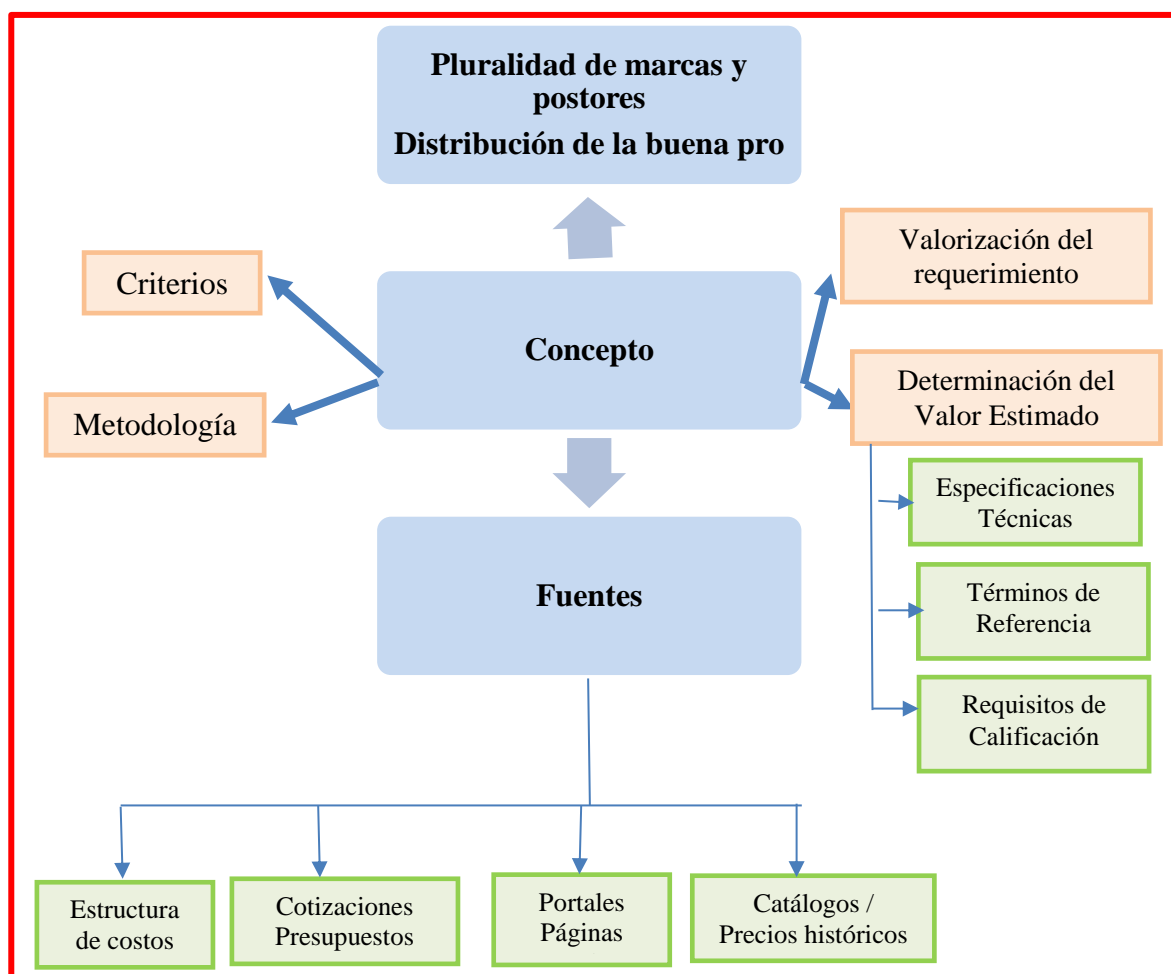 Pluralidad de marcas y
postores
Distribución de la buena pro
Valorización del
requerimiento
Criterios
Concepto
Determinación del
Valor Estimado
Metodología
Especificaciones
Técnicas
Fuentes
Términos de
Referencia
Requisitos de
Calificación
Estructura
de costos
Cotizaciones
Presupuestos
Portales
Páginas
Catálogos /
Precios históricos